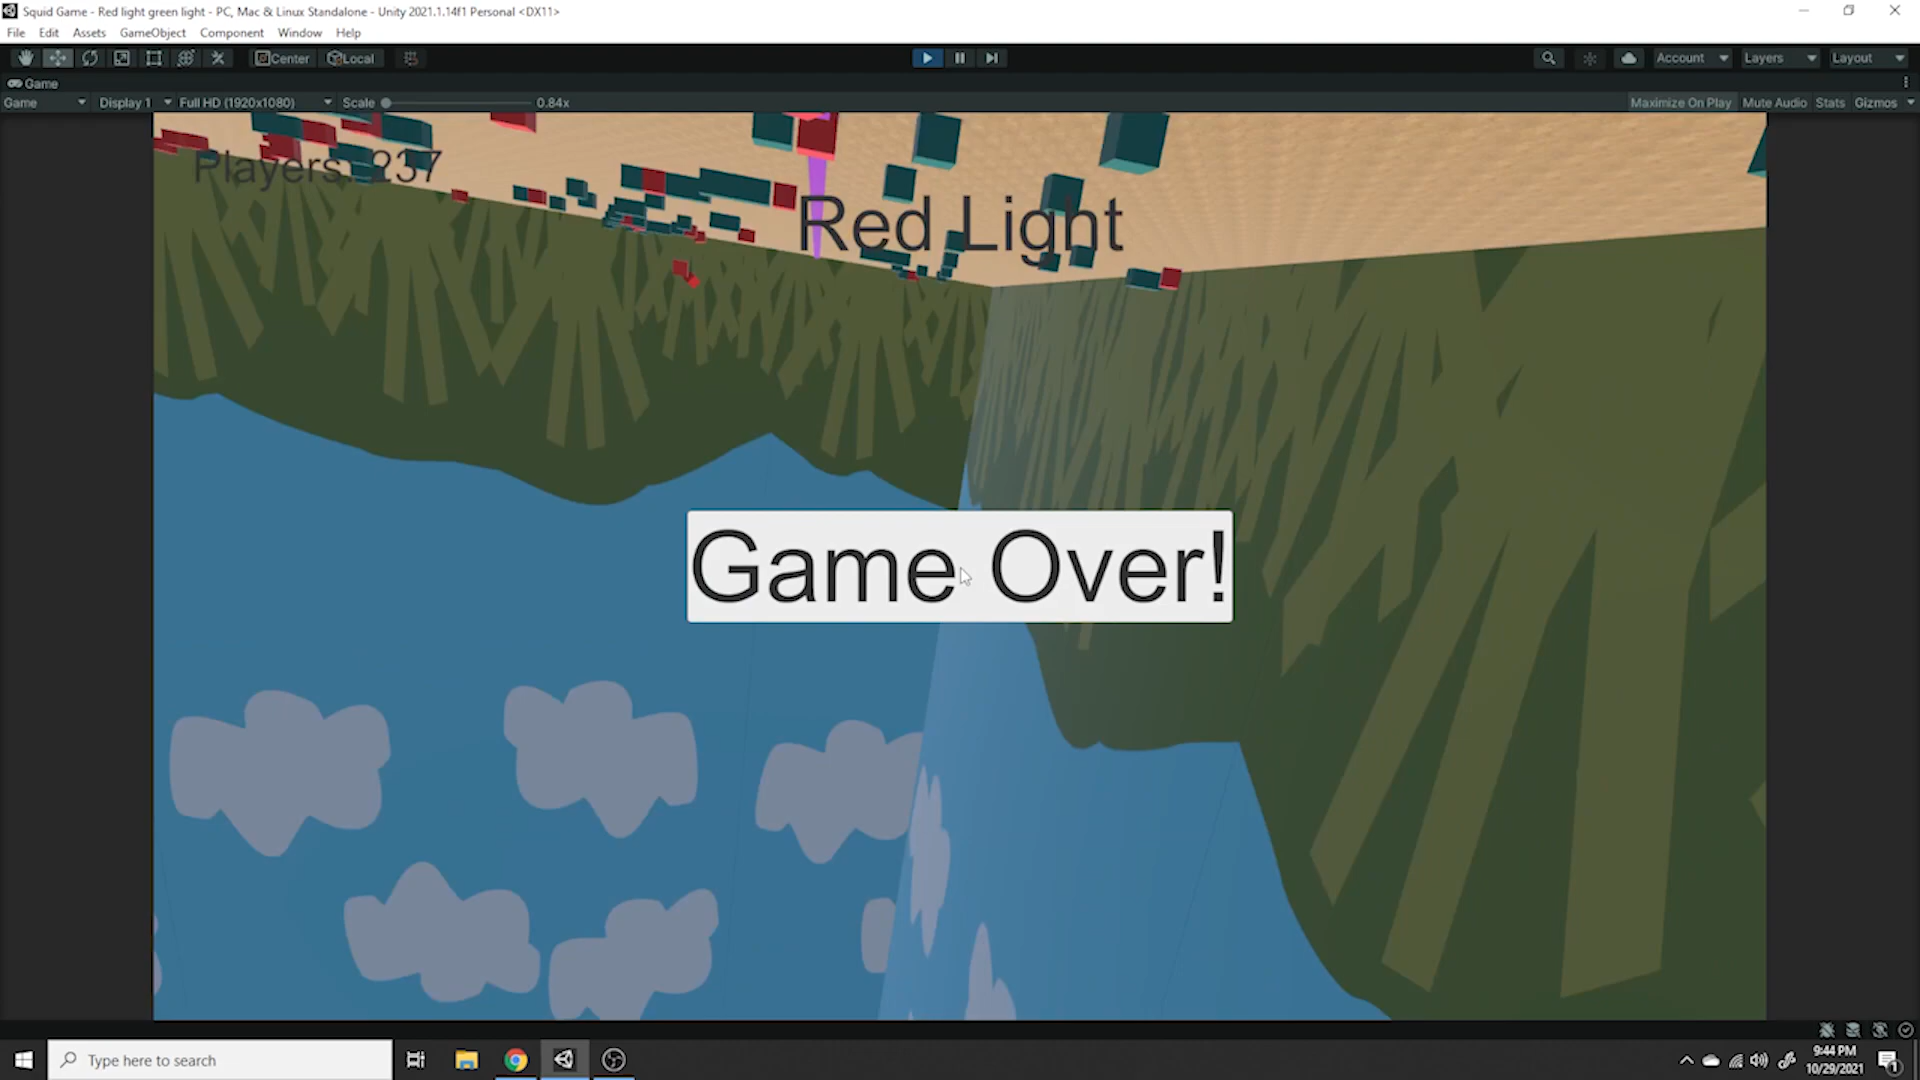 Squid Game - Red light green light - PC, Mac & Linux Standalone - Unity 2021.1.14f1 Personal <DX11>
File Edit Assets GameObject Component Window Help
Center Local Account Layers Layout
Game
Game Display 1 Full HD (1920x1080) Scale 0.84x Maximize On Play Mute Audio Stats Gizmos
Players: 237
Red Light
Game Over!
Type here to search
9:44 PM
10/29/2021
1